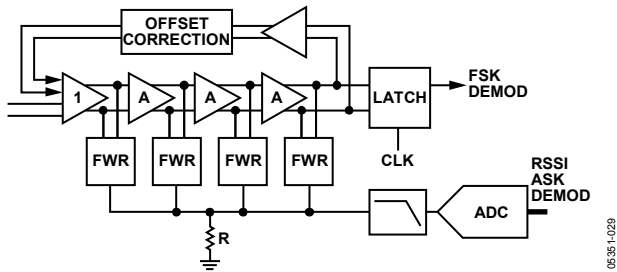 OFFSET
CORRECTION
1
A
A
A
LATCH
FSK
DEMOD
FWR
FWR
FWR
FWR
CLK
RSSI
ASK
DEMOD
R
ADC
05351-029